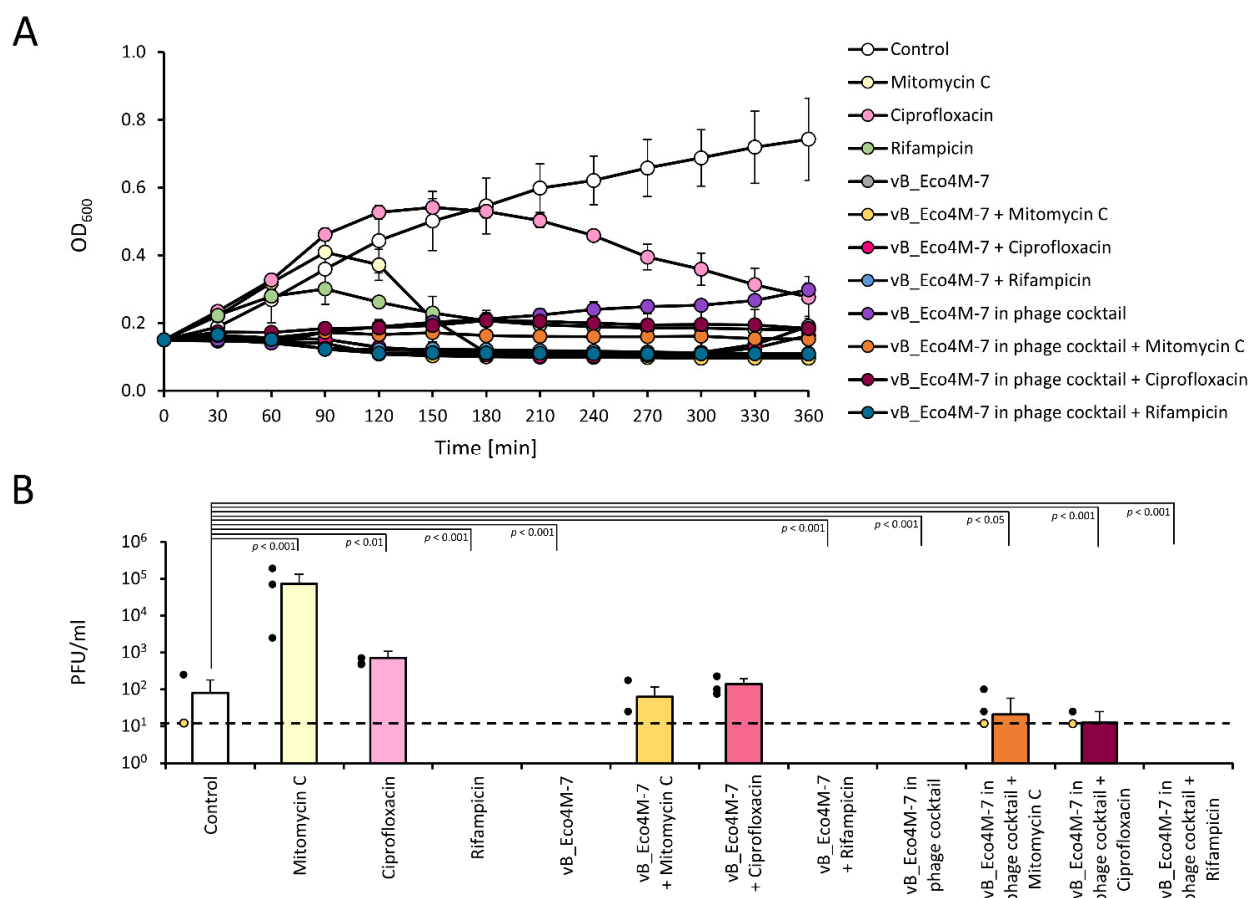 A
1.0
0.8
0.6
0.4
0.2
0.0
OD600
0
30
60
90
120
150
180
210
240
270
300
330
360
Time [min]
Control
Mitomycin C
Ciprofloxacin
Rifampicin
vB_Eco4M-7
vB_Eco4M-7 + Mitomycin C
vB_Eco4M-7 + Ciprofloxacin
vB_Eco4M-7 + Rifampicin
vB_Eco4M-7 in phage cocktail
vB_Eco4M-7 in phage cocktail + Mitomycin C
vB_Eco4M-7 in phage cocktail + Ciprofloxacin
vB_Eco4M-7 in phage cocktail + Rifampicin
B
p < 0.001
p < 0.01
p < 0.001
p < 0.001
p < 0.001
p < 0.001
p < 0.05
p < 0.001
p < 0.001
10⁶
10⁵
10⁴
10³
10²
10¹
10⁰
PFU/ml
Control
Mitomycin C
Ciprofloxacin
Rifampicin
vB_Eco4M-7
vB_Eco4M-7
+ Mitomycin C
vB_Eco4M-7
+ Ciprofloxacin
vB_Eco4M-7
+ Rifampicin
vB_Eco4M-7 in
phage cocktail
vB_Eco4M-7 in
phage cocktail +
Mitomycin C
vB_Eco4M-7 in
phage cocktail +
Ciprofloxacin
vB_Eco4M-7 in
phage cocktail +
Rifampicin